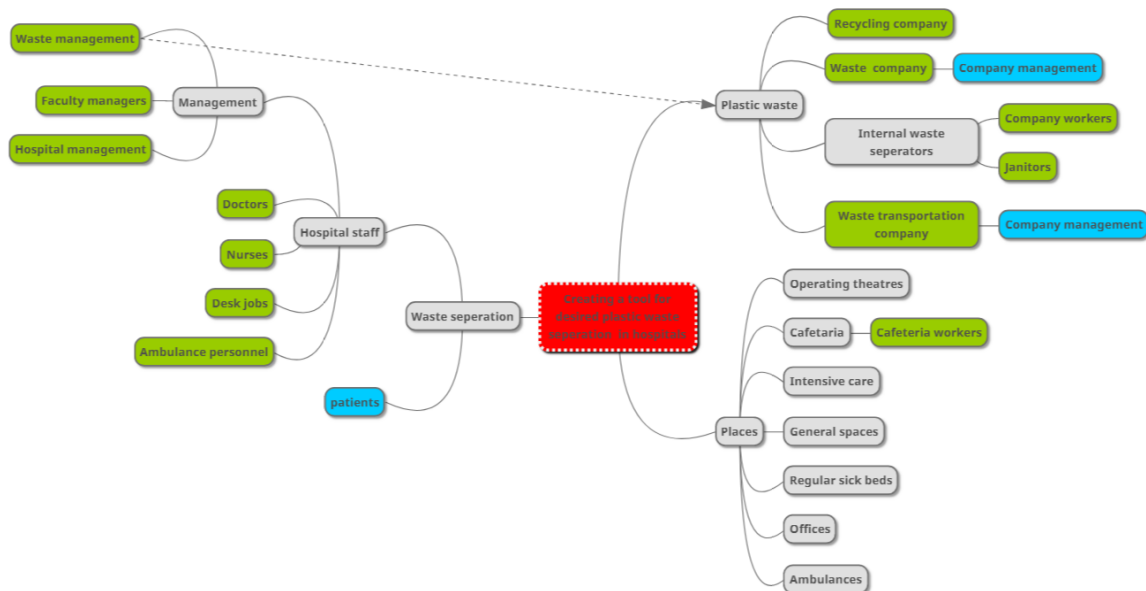 Waste management
Faculty managers
Management
Hospital management
Doctors
Hospital staff
Nurses
Desk jobs
Ambulance personnel
Waste seperation
patients
Creating a tool for
desired plastic waste
seperation in hospitals
Plastic waste
Recycling company
Waste company
Company management
Internal waste
seperators
Company workers
Janitors
Waste transportation
company
Company management
Places
Operating theatres
Cafetaria
Cafeteria workers
Intensive care
General spaces
Regular sick beds
Offices
Ambulances